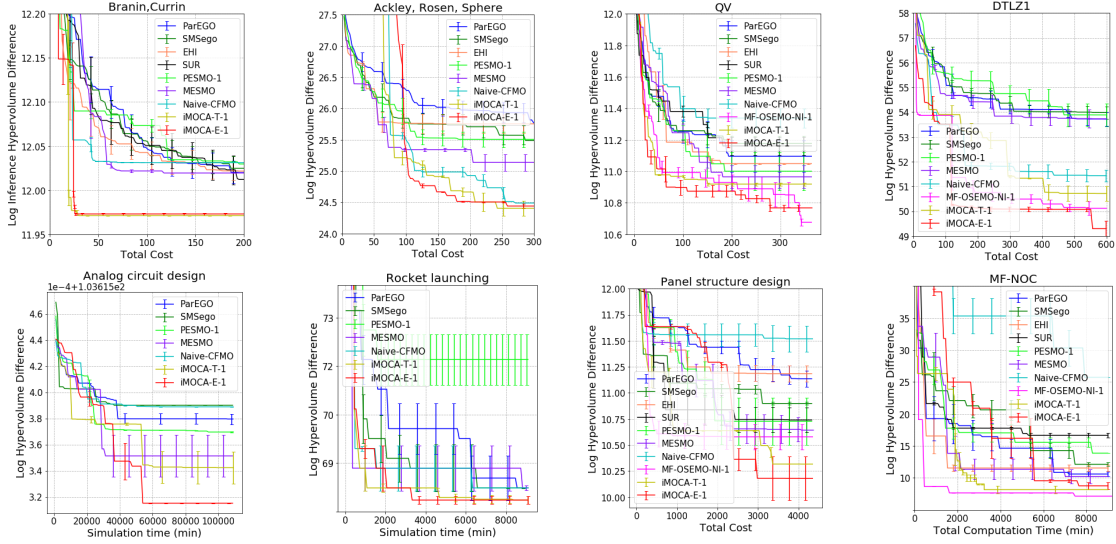 Branin,Currin
Log Inference Hypervolume Difference
12.20
12.15
12.10
12.05
12.00
11.95
ParEGO
SMSego
EHI
SUR
PESMO-1
MESMO
Naive-CFMO
iMOCA-T-1
iMOCA-E-1
0
50
100
150
200
Total Cost
Ackley, Rosen, Sphere
Log Hypervolume Difference
27.5
27.0
26.5
26.0
25.5
25.0
24.5
24.0
ParEGO
SMSego
EHI
PESMO-1
MESMO
Naive-CFMO
iMOCA-T-1
iMOCA-E-1
0
50
100
150
200
250
300
Total Cost
QV
Log Hypervolume Difference
12.0
11.8
11.6
11.4
11.2
11.0
10.8
10.6
ParEGO
SMSego
EHI
SUR
PESMO-1
MESMO
Naive-CFMO
MF-OSEMO-NI-1
iMOCA-T-1
iMOCA-E-1
0
100
200
300
Total Cost
DTLZ1
Log Hypervolume Difference
58
57
56
55
54
53
52
51
50
49
ParEGO
SMSego
PESMO-1
MESMO
Naive-CFMO
MF-OSEMO-NI-1
iMOCA-T-1
iMOCA-E-1
0
100
200
300
400
500
600
Total Cost
Analog circuit design
1e−4+1.03615e2
Log Hypervolume Difference
4.6
4.4
4.2
4.0
3.8
3.6
3.4
3.2
ParEGO
SMSego
PESMO-1
MESMO
Naive-CFMO
iMOCA-T-1
iMOCA-E-1
0
20000
40000
60000
80000
100000
Simulation time (min)
Rocket launching
Log Hypervolume Difference
73
72
70
69
ParEGO
SMSego
PESMO-1
MESMO
Naive-CFMO
iMOCA-T-1
iMOCA-E-1
0
2000
4000
6000
8000
Simulation time (min)
Panel structure design
Log Hypervolume Difference
12.00
11.75
11.50
11.25
11.00
10.75
10.50
10.25
10.00
ParEGO
SMSego
EHI
SUR
PESMO-1
MESMO
Naive-CFMO
MF-OSEMO-NI-1
iMOCA-T-1
iMOCA-E-1
0
1000
2000
3000
4000
Total Cost
MF-NOC
Log Hypervolume Difference
35
30
25
20
15
10
ParEGO
SMSego
EHI
SUR
PESMO-1
MESMO
Naive-CFMO
MF-OSEMO-NI-1
iMOCA-T-1
iMOCA-E-1
0
2000
4000
6000
8000
Total Computation Time (min)